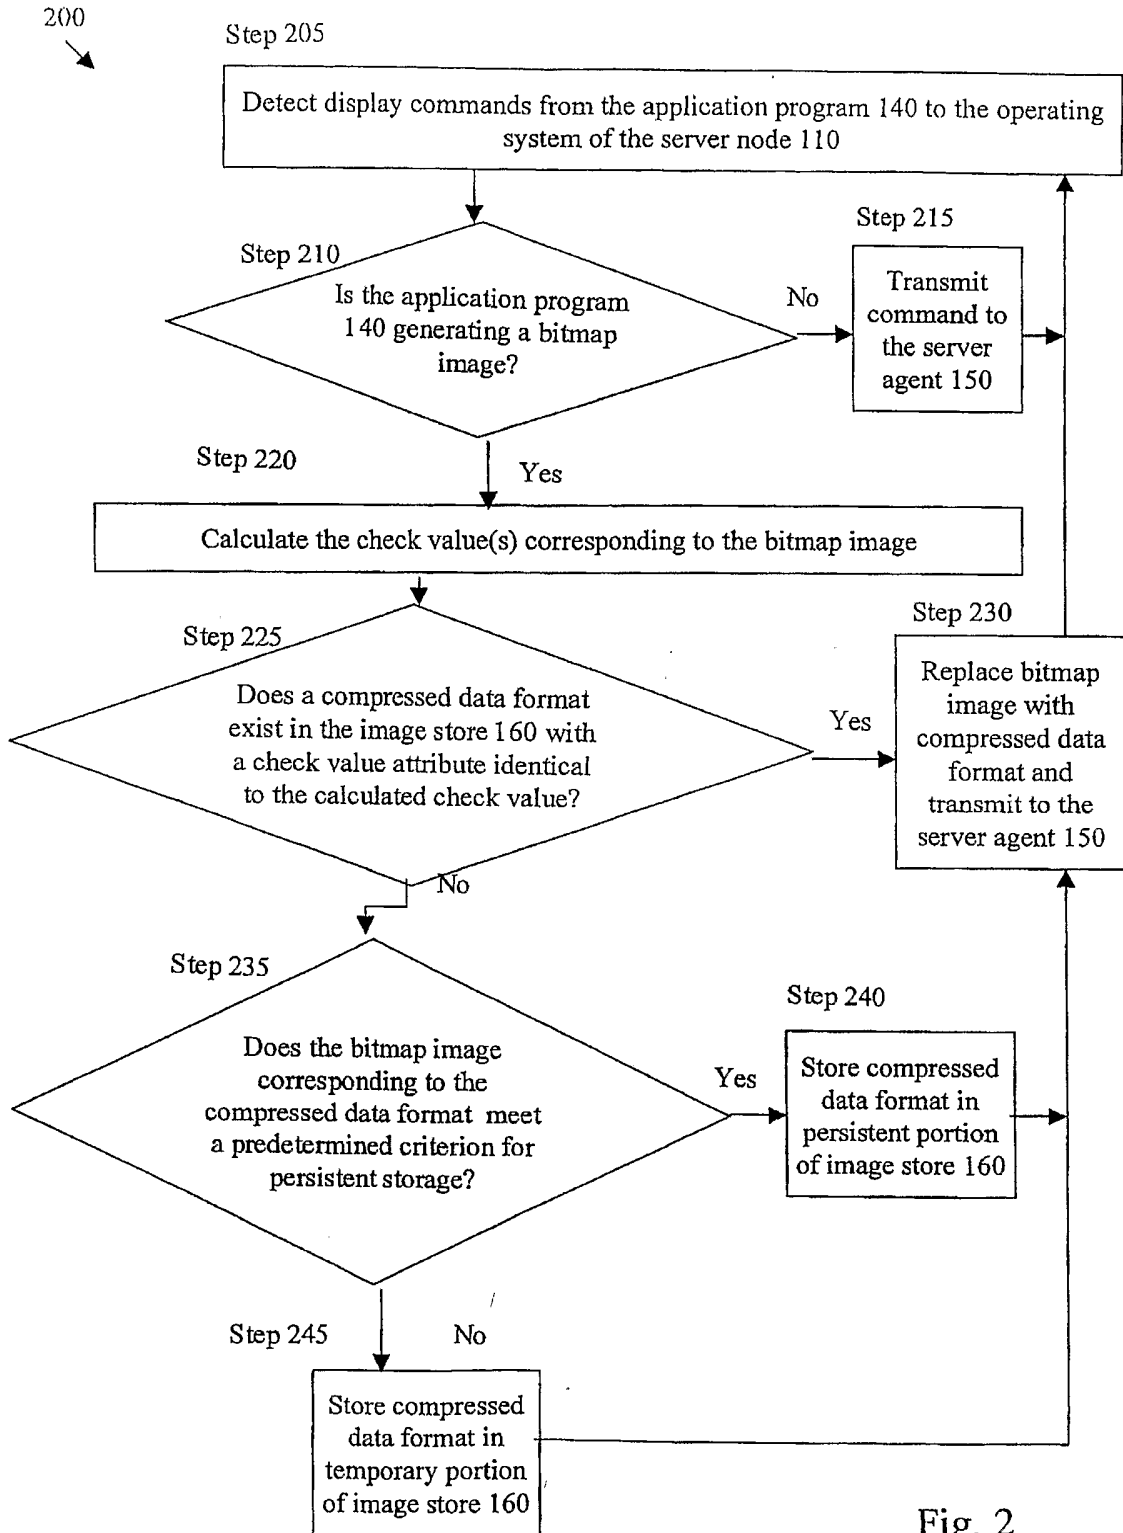 200
Step 205
Detect display commands from the application program 140 to the operating
system of the server node 110
Step 210
Is the application program
140 generating a bitmap
image?
No
Step 215
Transmit
command to
the server
agent 150
Yes
Step 220
Calculate the check value(s) corresponding to the bitmap image
Step 225
Does a compressed data format
exist in the image store 160 with
a check value attribute identical
to the calculated check value?
Yes
Step 230
Replace bitmap
image with
compressed data
format and
transmit to the
server agent 150
No
Step 235
Does the bitmap image
corresponding to the
compressed data format meet
a predetermined criterion for
persistent storage?
Yes
Step 240
Store compressed
data format in
persistent portion
of image store 160
Step 245
No
Store compressed
data format in
temporary portion
of image store 160
Fig. 2